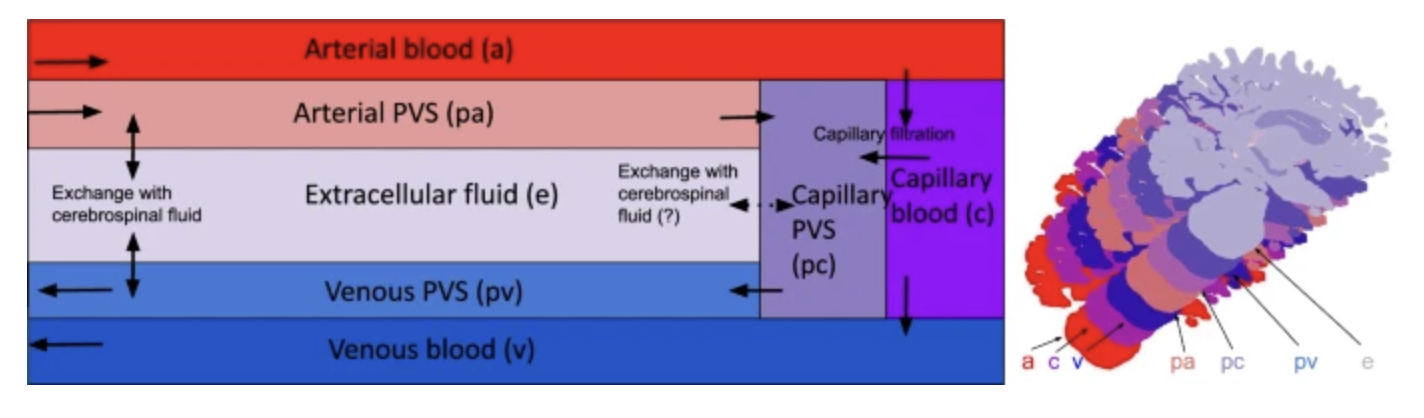 Arterial blood (a)
Arterial PVS (pa)
Exchange with
cerebrospinal fluid
Extracellular fluid (e)
Exchange with
cerebrospinal
fluid (?)
Capillary filtration
Capillary
PVS
(pc)
Capillary
blood (c)
Venous PVS (pv)
Venous blood (v)
a c v pa pc pv e